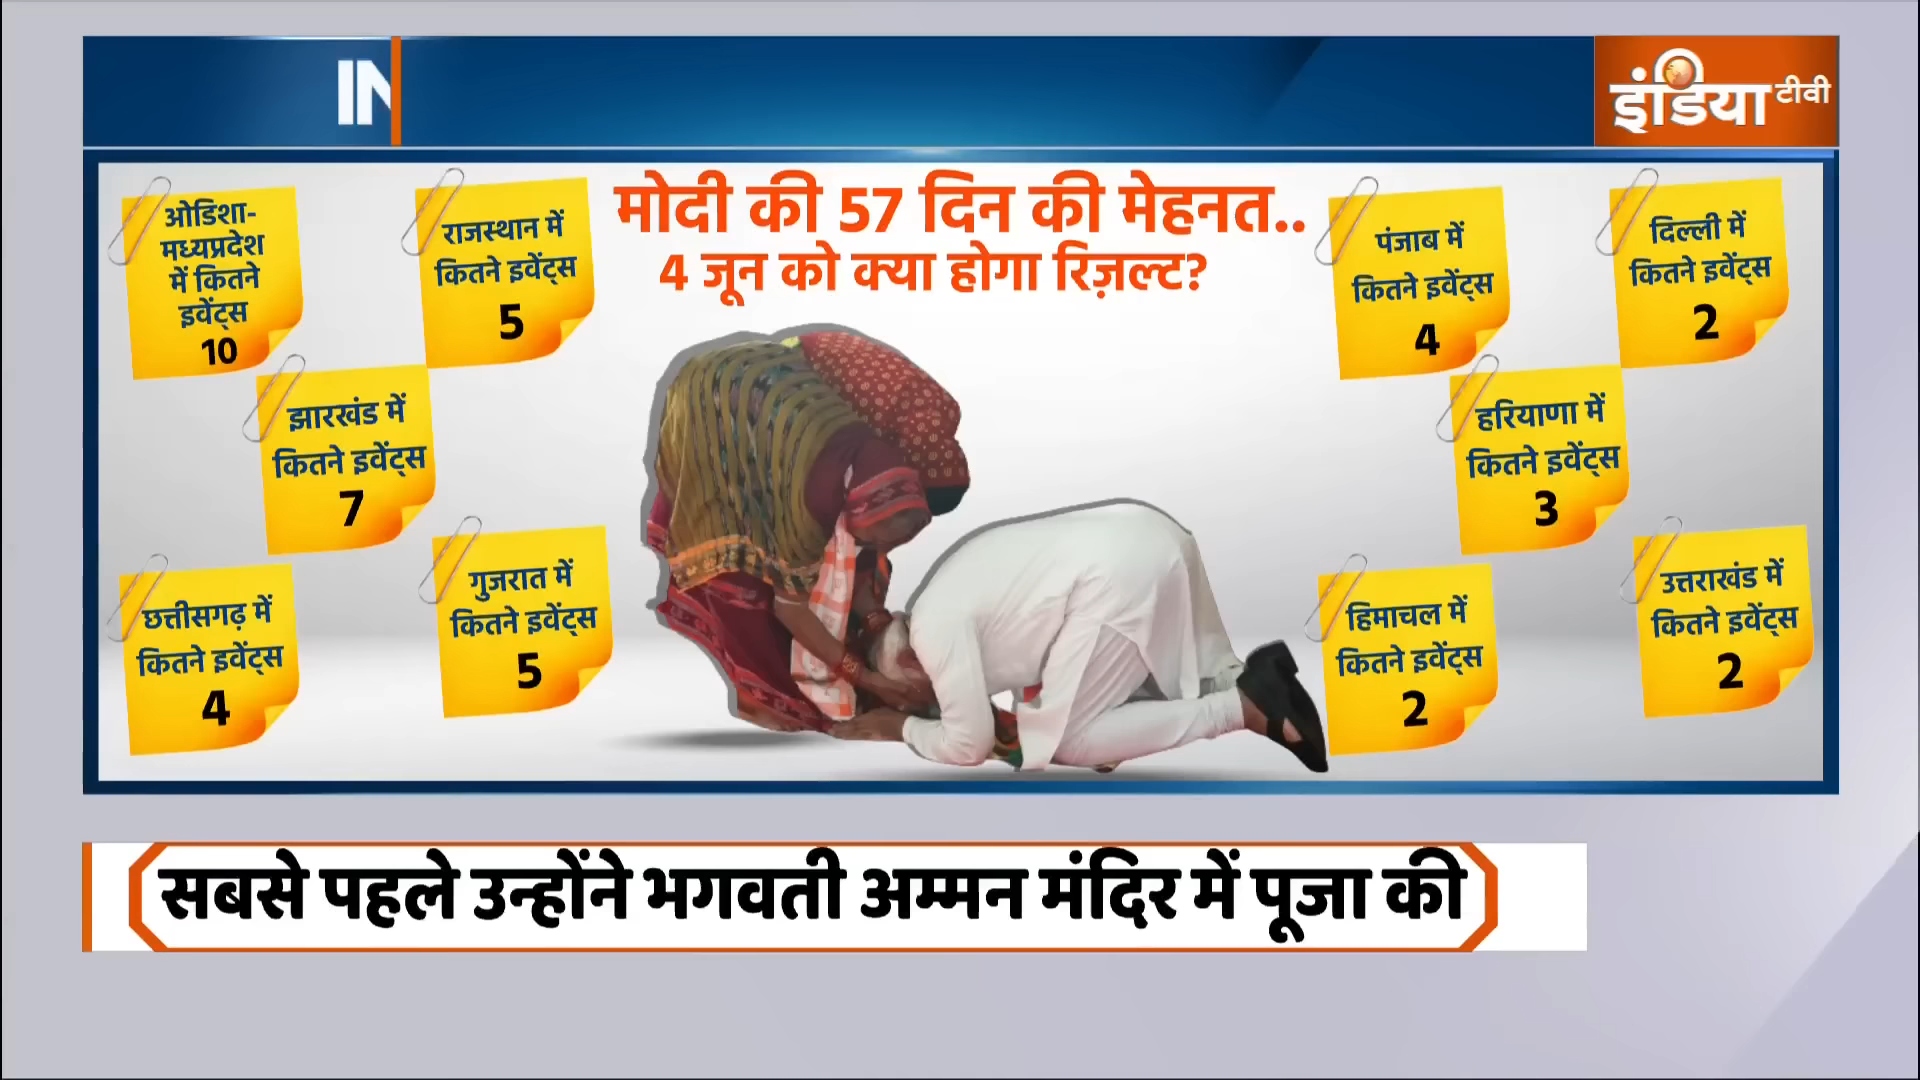 IN
इंडिया टीवी
मोदी की 57 दिन की मेहनत..
4 जून को क्या होगा रिज़ल्ट?
ओडिशा-
मध्यप्रदेश
में कितने
इवेंट्स
10
राजस्थान में
कितने इवेंट्स
5
झारखंड में
कितने इवेंट्स
7
छत्तीसगढ़ में
कितने इवेंट्स
4
गुजरात में
कितने इवेंट्स
5
पंजाब में
कितने इवेंट्स
4
दिल्ली में
कितने इवेंट्स
2
हरियाणा में
कितने इवेंट्स
3
हिमाचल में
कितने इवेंट्स
2
उत्तराखंड में
कितने इवेंट्स
2
सबसे पहले उन्होंने भगवती अम्मन मंदिर में पूजा की